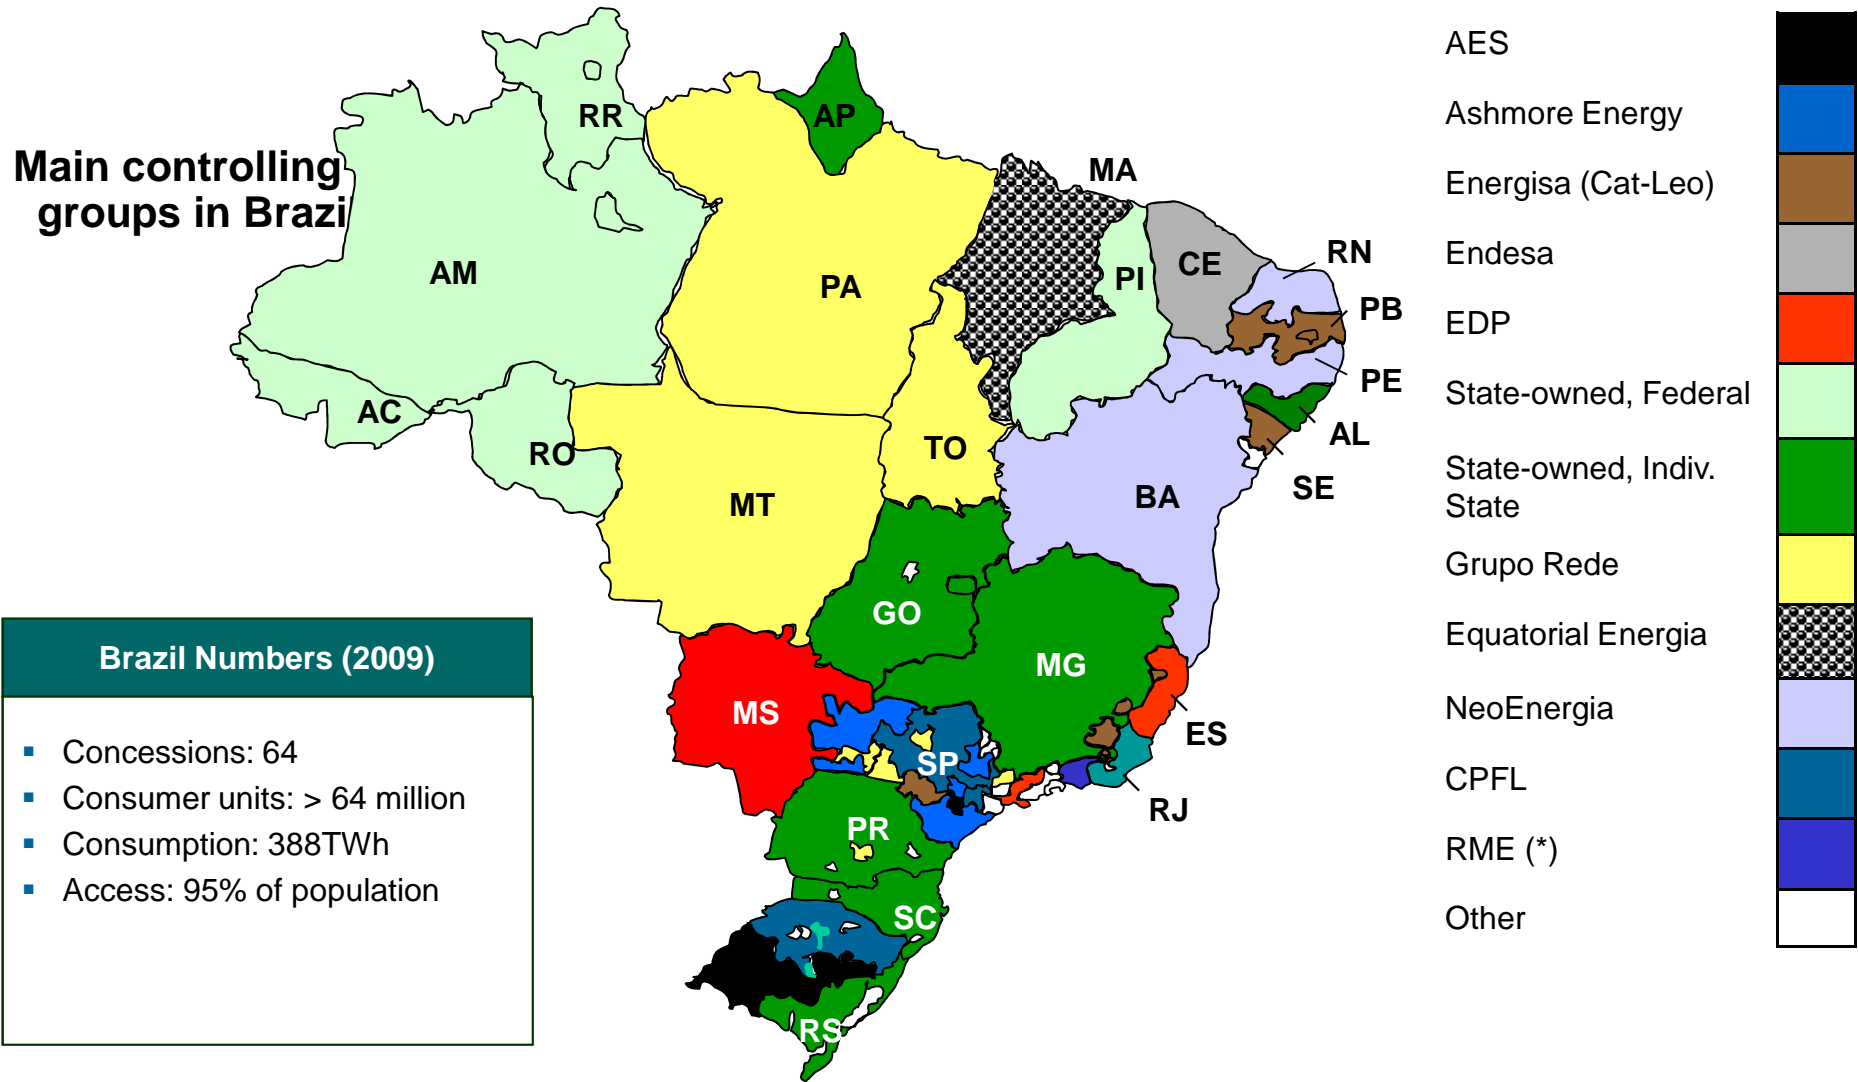 Main controlling
groups in Brazil
RR
AP
MA
AM
PA
PI
CE
RN
PB
PE
AC
RO
TO
AL
MT
BA
SE
GO
MG
MS
ES
SP
RJ
PR
SC
RS
Brazil Numbers (2009)
▪ Concessions: 64
▪ Consumer units: > 64 million
▪ Consumption: 388TWh
▪ Access: 95% of population
AES
Ashmore Energy
Energisa (Cat-Leo)
Endesa
EDP
State-owned, Federal
State-owned, Indiv.
State
Grupo Rede
Equatorial Energia
NeoEnergia
CPFL
RME (*)
Other